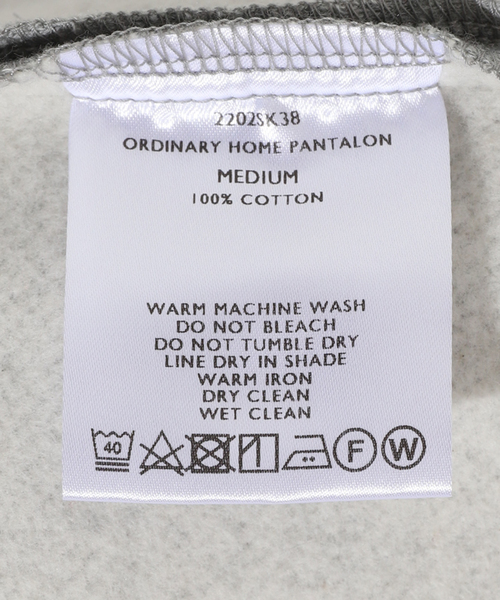 2202SK38
ORDINARY HOME PANTALON
MEDIUM
100% COTTON
WARM MACHINE WASH
DO NOT BLEACH
DO NOT TUMBLE DRY
LINE DRY IN SHADE
WARM IRON
DRY CLEAN
WET CLEAN
40 F W